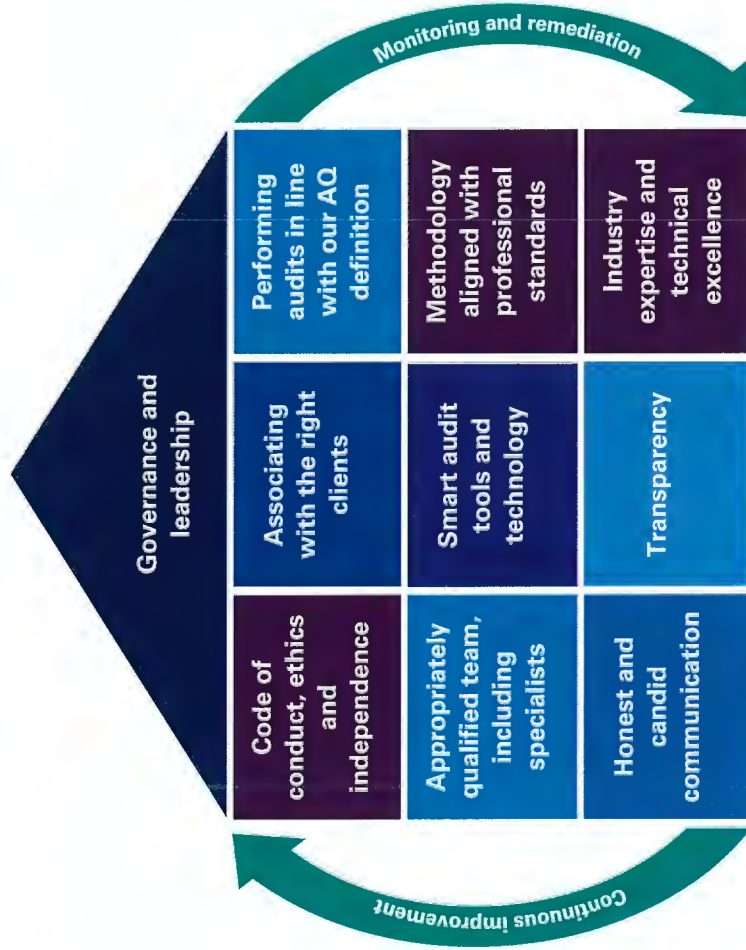 Governance and
leadership
Code of
conduct, ethics
and
independence
Associating
with the right
clients
Performing
audits in line
with our AQ
definition
Appropriately
qualified team,
including
specialists
Smart audit
tools and
technology
Methodology
aligned with
professional
standards
Honest and
candid
communication
Transparency
Industry
expertise and
technical
excellence
Monitoring and remediation
Continuous improvement